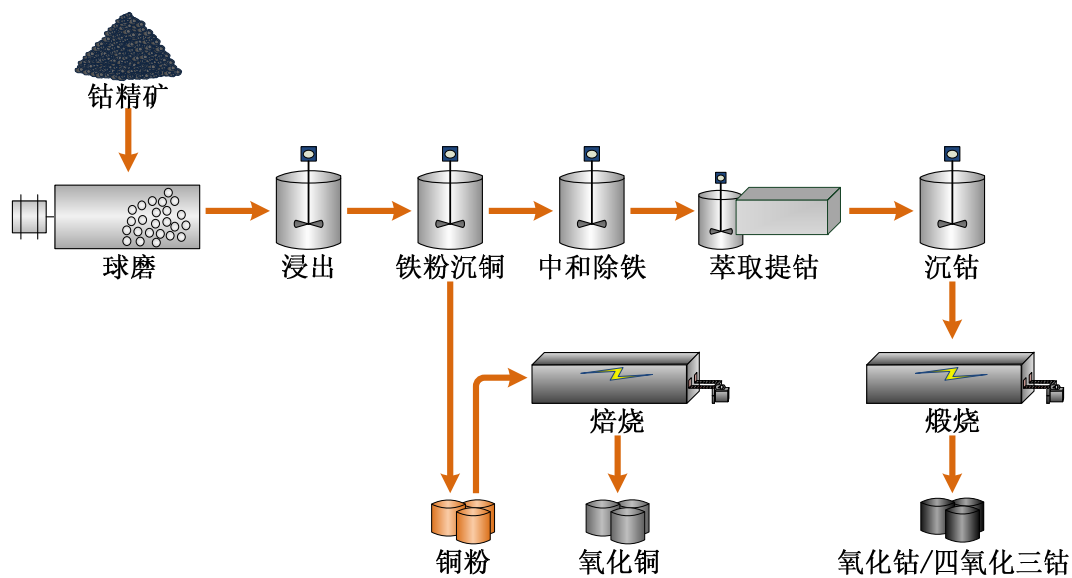 钴精矿
球磨
浸出
铁粉沉铜
中和除铁
萃取提钴
沉钴
焙烧
煅烧
铜粉
氧化铜
氧化钴/四氧化三钴